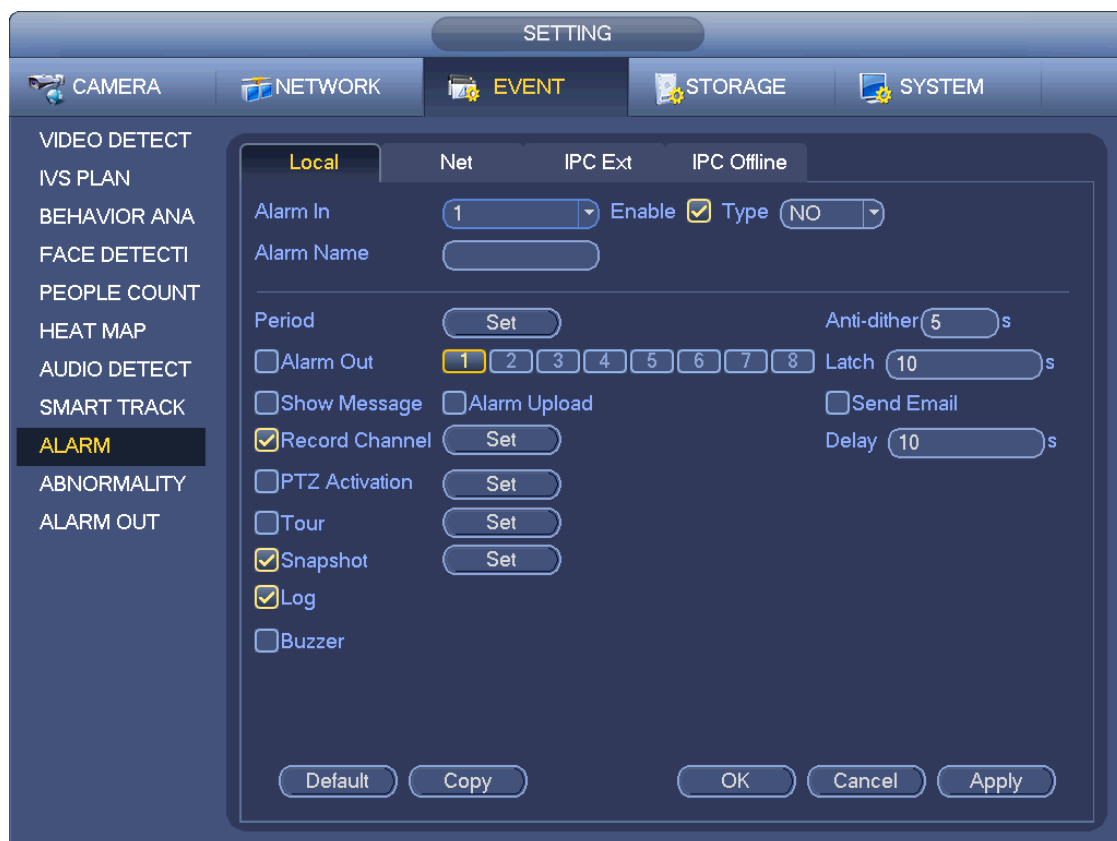 SETTING
CAMERA NETWORK EVENT STORAGE SYSTEM
VIDEO DETECT
IVS PLAN
BEHAVIOR ANA
FACE DETECTI
PEOPLE COUNT
HEAT MAP
AUDIO DETECT
SMART TRACK
ALARM
ABNORMALITY
ALARM OUT
Local Net IPC Ext IPC Offline
Alarm In 1 Enable Type NO
Alarm Name
Period Set Anti-dither 5 s
Alarm Out 1 2 3 4 5 6 7 8 Latch 10 s
Show Message Alarm Upload Send Email
Record Channel Set Delay 10 s
PTZ Activation Set
Tour Set
Snapshot Set
Log
Buzzer
Default Copy OK Cancel Apply